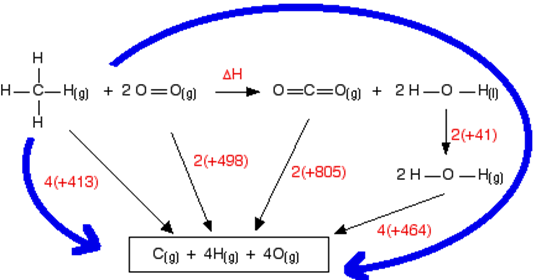 H
ΔH
H—C—H(g) + 2 O=O(g) O=C=O(g) + 2 H—O—H(l)
H
2(+41)
4(+413) 2(+498) 2(+805) 2 H—O—H(g)
4(+464)
C(g) + 4H(g) + 4O(g)